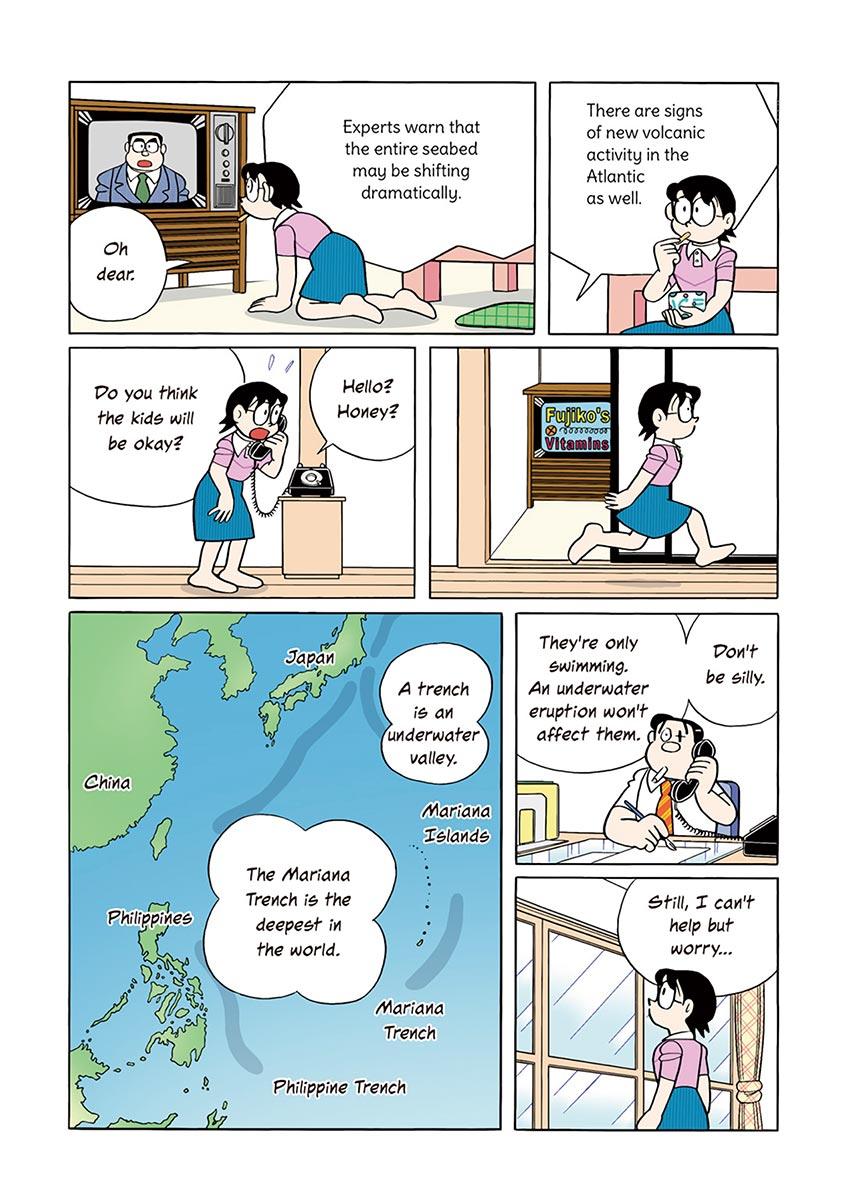 Experts warn that
the entire seabed
may be shifting
dramatically.
Oh
dear.
There are signs
of new volcanic
activity in the
Atlantic
as well.
Do you think
the kids will
be okay?
Hello?
Honey?
Fujiko's
Vitamins
Japan
A trench
is an
underwater
valley.
China
Mariana
Islands
The Mariana
Trench is the
deepest in
the world.
Philippines
Mariana
Trench
Philippine Trench
Don't
be silly.
They're only
swimming.
An underwater
eruption won't
affect them.
Still, I can't
help but
worry...